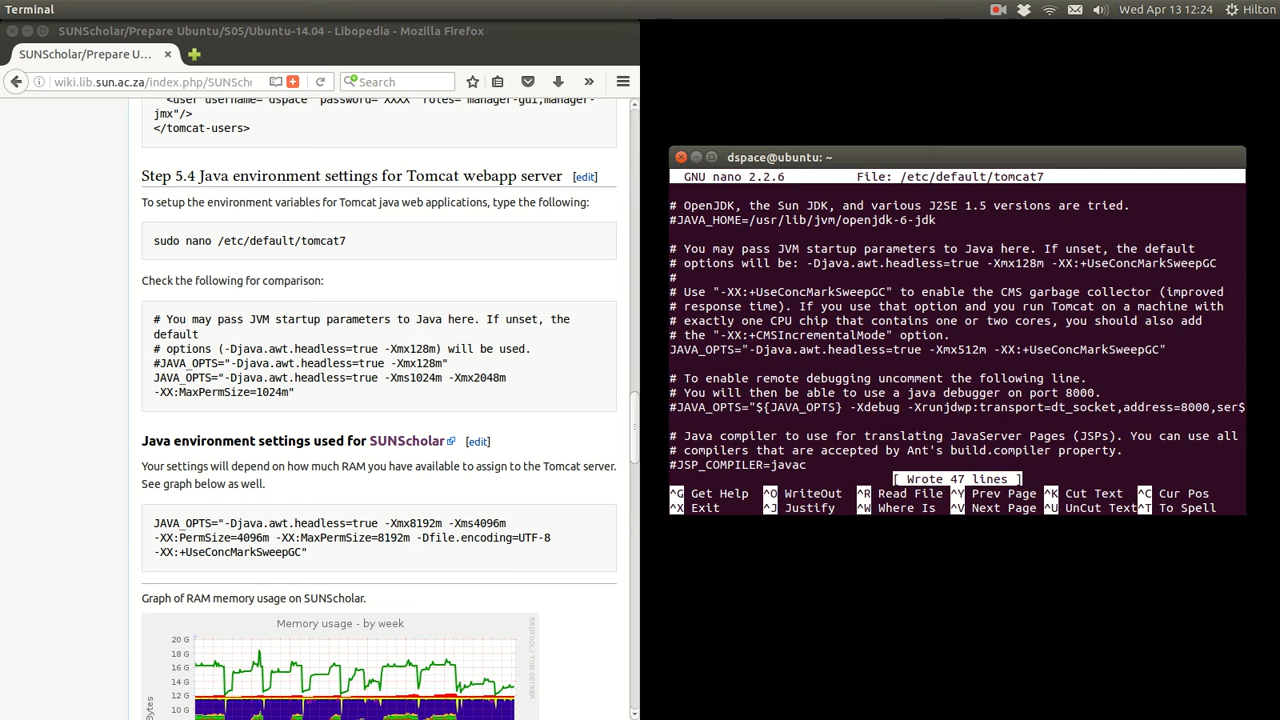 Terminal
Wed Apr 13 12:24
Hilton
SUNScholar/Prepare Ubuntu/S05/Ubuntu-14.04 - Libopedia - Mozilla Firefox
SUNScholar/Prepare U...
wiki.lib.sun.ac.za/index.php/SUNSch
Search
<user username="dspace" password="XXXX" roles="manager-gui,manager-
jmx"/>
</tomcat-users>
Step 5.4 Java environment settings for Tomcat webapp server [edit]
To setup the environment variables for Tomcat java web applications, type the following:
sudo nano /etc/default/tomcat7
Check the following for comparison:
# You may pass JVM startup parameters to Java here. If unset, the
default
# options (-Djava.awt.headless=true -Xmx128m) will be used.
#JAVA_OPTS="-Djava.awt.headless=true -Xmx128m"
JAVA_OPTS="-Djava.awt.headless=true -Xms1024m -Xmx2048m
-XX:MaxPermSize=1024m"
Java environment settings used for SUNScholar [edit]
Your settings will depend on how much RAM you have available to assign to the Tomcat server.
See graph below as well.
JAVA_OPTS="-Djava.awt.headless=true -Xmx8192m -Xms4096m
-XX:PermSize=4096m -XX:MaxPermSize=8192m -Dfile.encoding=UTF-8
-XX:+UseConcMarkSweepGC"
Graph of RAM memory usage on SUNScholar.
Memory usage - by week
20 G
18 G
16 G
14 G
12 G
10 G
Bytes
dspace@ubuntu: ~
GNU nano 2.2.6 File: /etc/default/tomcat7
# OpenJDK, the Sun JDK, and various J2SE 1.5 versions are tried.
#JAVA_HOME=/usr/lib/jvm/openjdk-6-jdk
# You may pass JVM startup parameters to Java here. If unset, the default
# options will be: -Djava.awt.headless=true -Xmx128m -XX:+UseConcMarkSweepGC
#
# Use "-XX:+UseConcMarkSweepGC" to enable the CMS garbage collector (improved
# response time). If you use that option and you run Tomcat on a machine with
# exactly one CPU chip that contains one or two cores, you should also add
# the "-XX:+CMSIncrementalMode" option.
JAVA_OPTS="-Djava.awt.headless=true -Xmx512m -XX:+UseConcMarkSweepGC"
# To enable remote debugging uncomment the following line.
# You will then be able to use a java debugger on port 8000.
#JAVA_OPTS="${JAVA_OPTS} -Xdebug -Xrunjdwp:transport=dt_socket,address=8000,ser$
# Java compiler to use for translating JavaServer Pages (JSPs). You can use all
# compilers that are accepted by Ant's build.compiler property.
#JSP_COMPILER=javac
[ Wrote 47 lines ]
^G Get Help ^O WriteOut ^R Read File ^Y Prev Page ^K Cut Text ^C Cur Pos
^X Exit ^J Justify ^W Where Is ^V Next Page ^U UnCut Text ^T To Spell